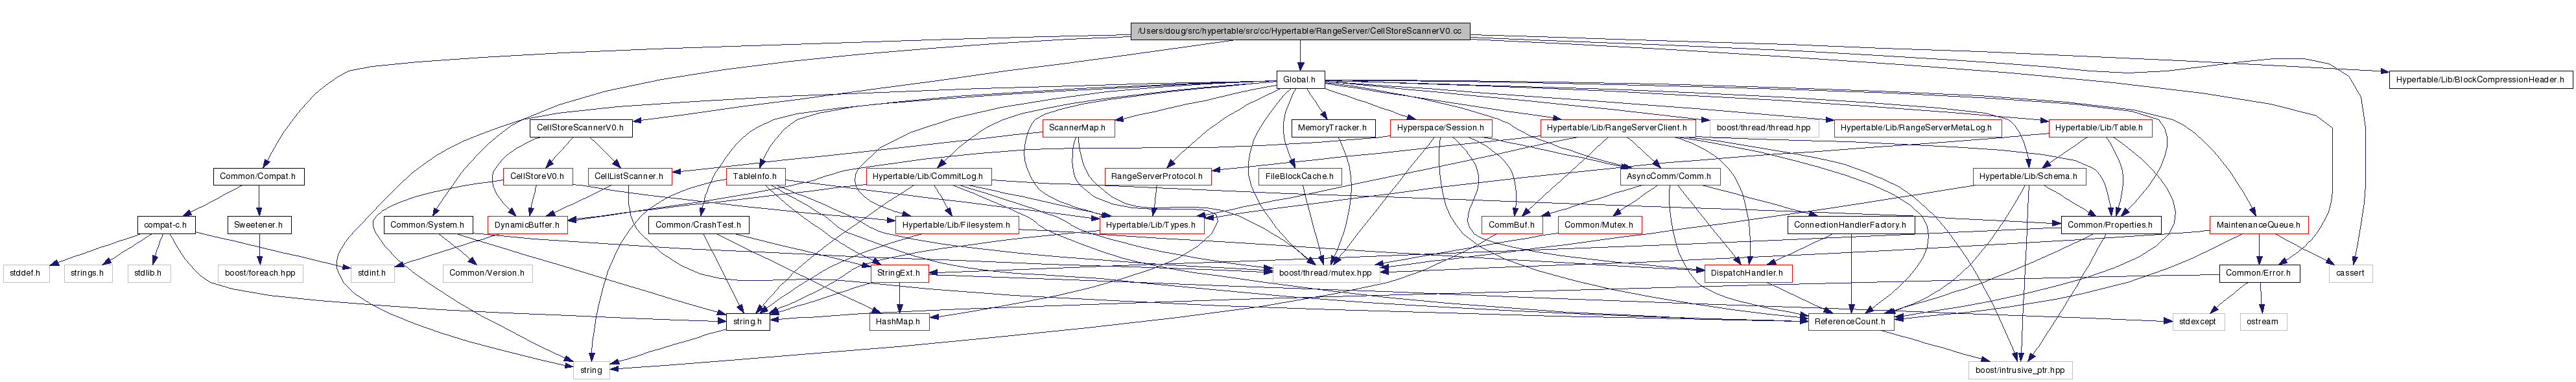 /Users/doug/src/hypertable/src/cc/Hypertable/RangeServer/CellStoreScannerV0.cc
Global.h
Hypertable/Lib/BlockCompressionHeader.h
CellStoreScannerV0.h
ScannerMap.h
MemoryTracker.h
Hyperspace/Session.h
Hypertable/Lib/RangeServerClient.h
boost/thread/thread.hpp
Hypertable/Lib/RangeServerMetaLog.h
Hypertable/Lib/Table.h
Common/Compat.h
CellStoreV0.h
CellListScanner.h
TableInfo.h
Hypertable/Lib/CommitLog.h
RangeServerProtocol.h
FileBlockCache.h
AsyncComm/Comm.h
Hypertable/Lib/Schema.h
compat-c.h
Sweetener.h
Common/System.h
DynamicBuffer.h
Common/CrashTest.h
Hypertable/Lib/Filesystem.h
Hypertable/Lib/Types.h
CommBuf.h
Common/Mutex.h
ConnectionHandlerFactory.h
Common/Properties.h
MaintenanceQueue.h
stddef.h
strings.h
stdlib.h
boost/foreach.hpp
stdint.h
Common/Version.h
StringExt.h
boost/thread/mutex.hpp
DispatchHandler.h
Common/Error.h
cassert
string.h
HashMap.h
ReferenceCount.h
stdexcept
ostream
string
boost/intrusive_ptr.hpp